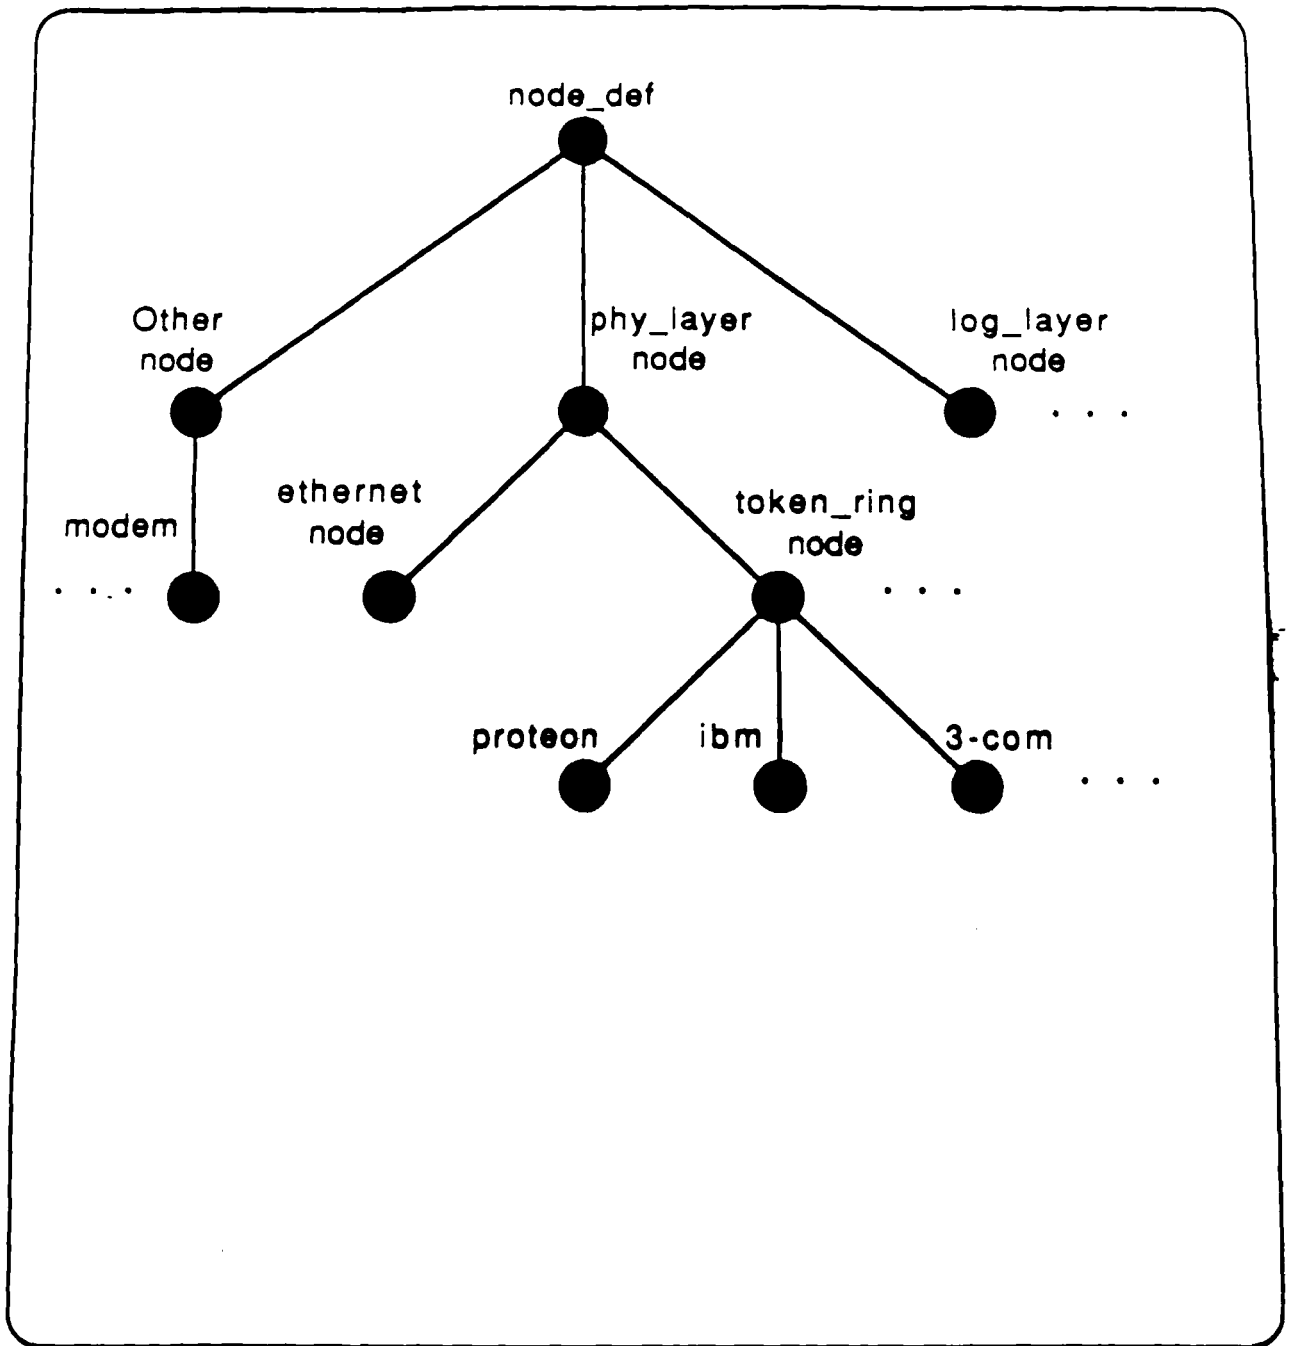 node_def
Other
node
phy_layer
node
log_layer
node
. . .
ethernet
node
token_ring
node
modem
. . .
. . .
proteon
ibm
3-com
. . .